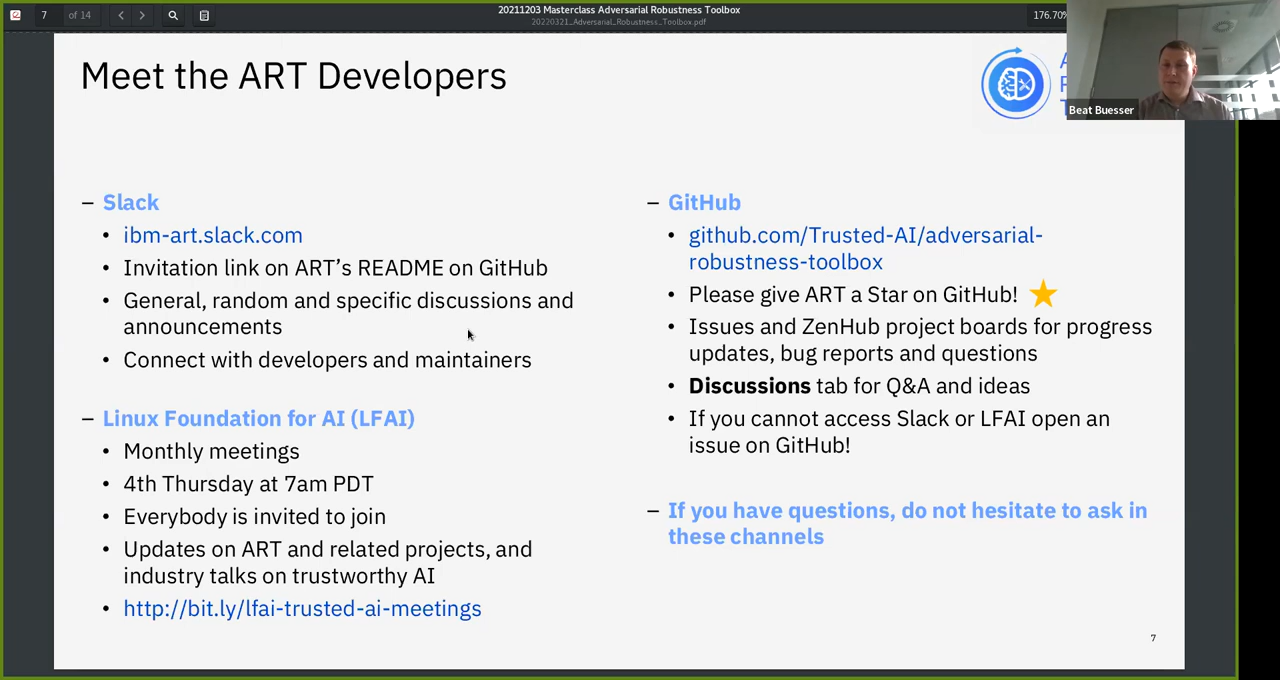 7 of 14
20211203 Masterclass Adversarial Robustness Toolbox
20220321_Adversarial_Robustness_Toolbox.pdf
176.70%
Beat Buesser
Meet the ART Developers
A
R
T
– Slack
• ibm-art.slack.com
• Invitation link on ART’s README on GitHub
• General, random and specific discussions and
announcements
• Connect with developers and maintainers
– Linux Foundation for AI (LFAI)
• Monthly meetings
• 4th Thursday at 7am PDT
• Everybody is invited to join
• Updates on ART and related projects, and
industry talks on trustworthy AI
• http://bit.ly/lfai-trusted-ai-meetings
– GitHub
• github.com/Trusted-AI/adversarial-
robustness-toolbox
• Please give ART a Star on GitHub!
• Issues and ZenHub project boards for progress
updates, bug reports and questions
• Discussions tab for Q&A and ideas
• If you cannot access Slack or LFAI open an
issue on GitHub!
– If you have questions, do not hesitate to ask in
these channels
7